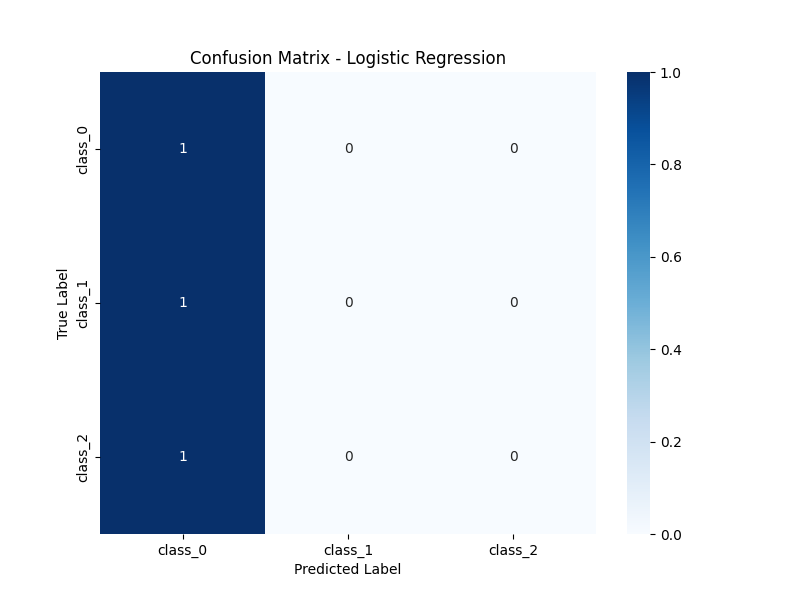 Confusion Matrix - Logistic Regression
True Label
class_0
1 0 0
class_1
1 0 0
class_2
1 0 0
class_0 class_1 class_2
Predicted Label
1.0
0.8
0.6
0.4
0.2
0.0